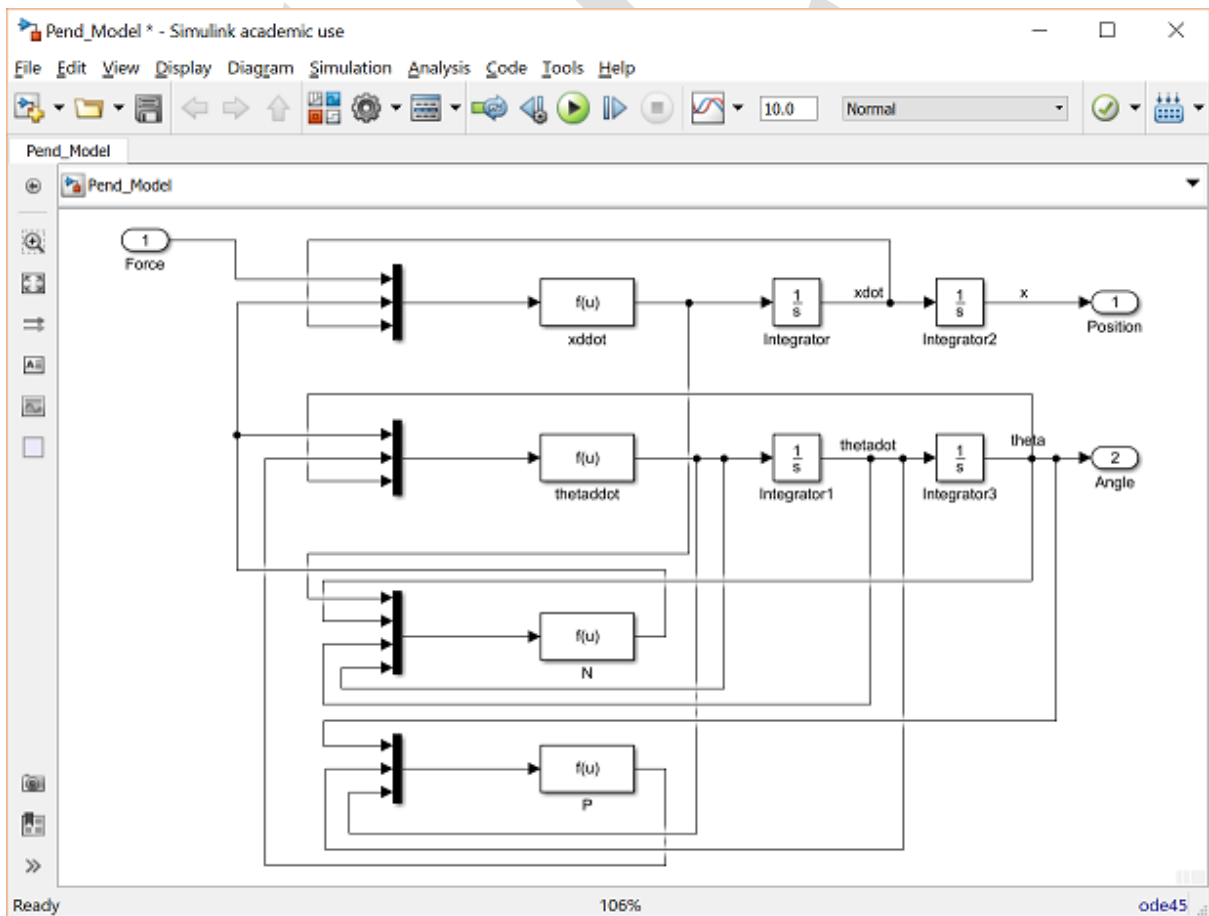 Pend_Model * - Simulink academic use
File Edit View Display Diagram Simulation Analysis Code Tools Help
10.0 Normal
Pend_Model
Pend_Model
1
Force
f(u)
xddot
1
s
Integrator
xdot
1
s
Integrator2
x
1
Position
f(u)
thetaddot
1
s
Integrator1
thetadot
1
s
Integrator3
theta
2
Angle
f(u)
N
f(u)
P
Ready 106% ode45